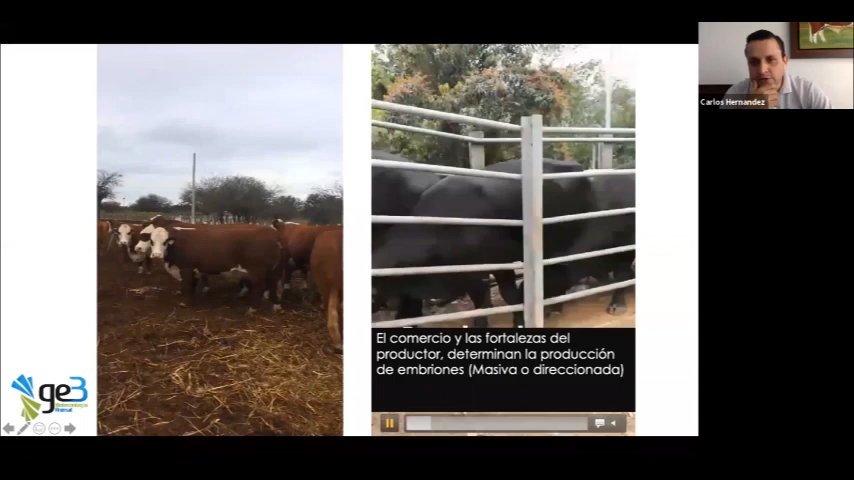 Carlos Hernandez
El comercio y las fortalezas del
productor, determinan la producción
de embriones (Masiva o direccionada)
ge3